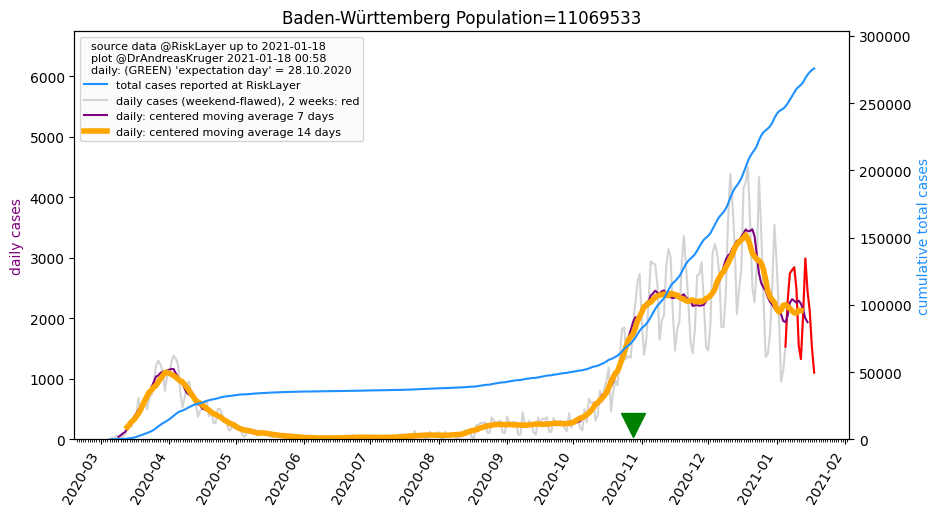 Baden-Württemberg Population=11069533
source data @RiskLayer up to 2021-01-18
plot @DrAndreasKruger 2021-01-18 00:58
daily: (GREEN) 'expectation day' = 28.10.2020
total cases reported at RiskLayer
daily cases (weekend-flawed), 2 weeks: red
daily: centered moving average 7 days
daily: centered moving average 14 days
daily cases
6000
5000
4000
3000
2000
1000
0
300000
250000
200000
150000
100000
50000
0
cumulative total cases
2020-03
2020-04
2020-05
2020-06
2020-07
2020-08
2020-09
2020-10
2020-11
2020-12
2021-01
2021-02